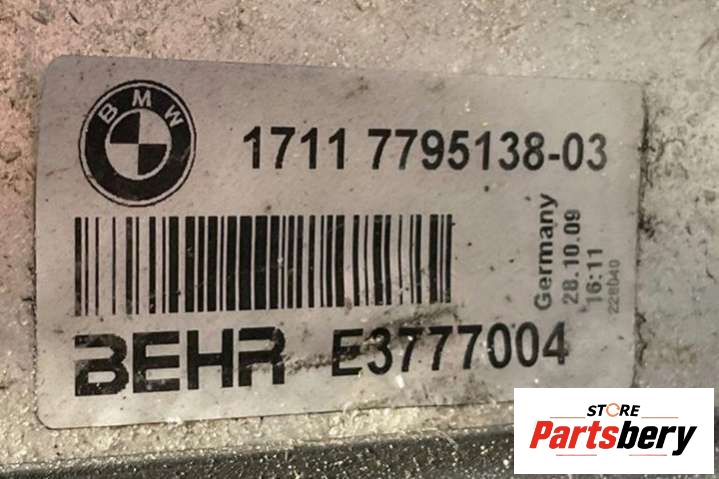 BMW
1711 7795138-03
Germany
28.10.09
16:11
BEHR E3777004
STORE
Partsbery